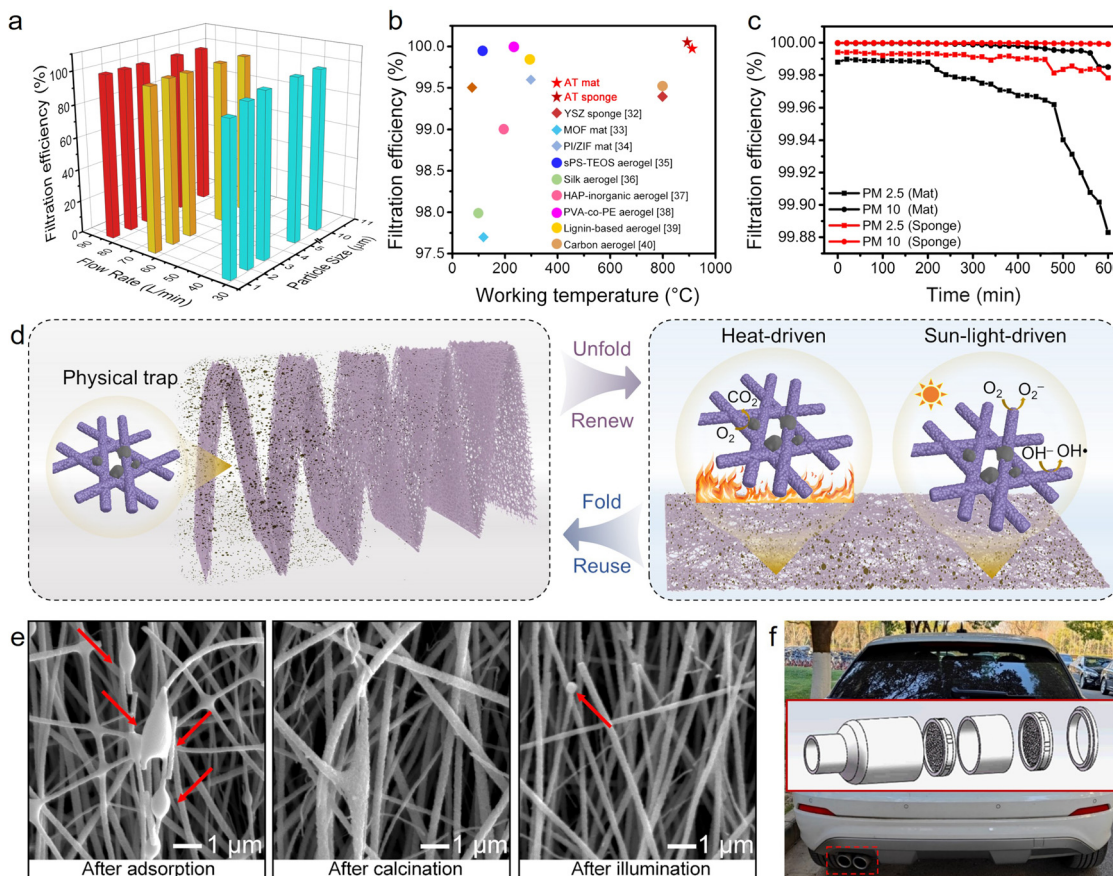 a
Filtration efficiency (%)
100
80
60
40
20
0
90
80
70
60
50
40
30
Flow Rate (L/min)
1
2
3
4
5
10
11
Particle Size (μm)
b
Filtration efficiency (%)
100.0
99.5
99.0
98.0
97.5
0
200
400
600
800
1000
Working temperature (°C)
AT mat
AT sponge
YSZ sponge [32]
MOF mat [33]
PI/ZIF mat [34]
sPS-TEOS aerogel [35]
Silk aerogel [36]
HAP-inorganic aerogel [37]
PVA-co-PE aerogel [38]
Lignin-based aerogel [39]
Carbon aerogel [40]
c
Filtration efficiency (%)
100.00
99.98
99.96
99.94
99.92
99.90
99.88
0
100
200
300
400
500
Time (min)
PM 2.5 (Mat)
PM 10 (Mat)
PM 2.5 (Sponge)
PM 10 (Sponge)
d
Physical trap
Unfold
Renew
Fold
Reuse
Heat-driven
CO₂
O₂
Sun-light-driven
O₂
O₂⁻
OH⁻
OH•
e
1 μm
After adsorption
1 μm
After calcination
1 μm
After illumination
f